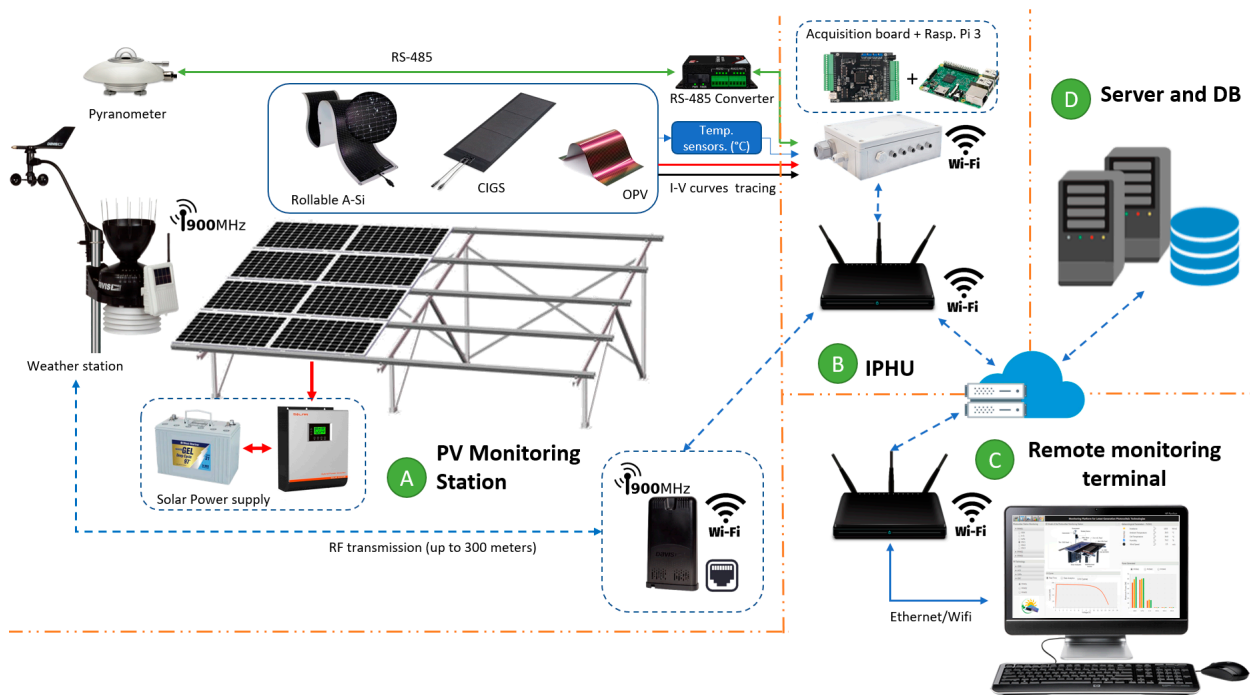 Acquisition board + Rasp. Pi 3
+
RS-485
RS-485 Converter
Pyranometer
Temp.
sensors. (°C)
Wi-Fi
Rollable A-Si
CIGS
OPV
I-V curves tracing
900MHz
Weather station
Wi-Fi
D
Server and DB
B
IPHU
GEL
Solar Power supply
A
PV Monitoring
Station
900MHz
Wi-Fi
DAVIS
RF transmission (up to 300 meters)
C
Remote monitoring
terminal
Wi-Fi
Ethernet/Wifi